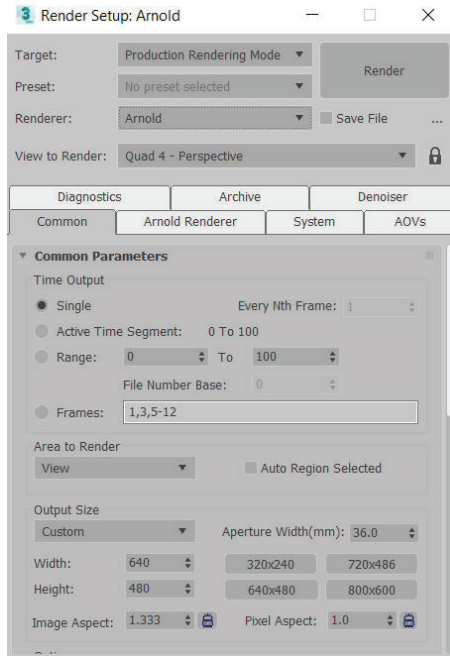 3 Render Setup: Arnold
Target: Production Rendering Mode
Render
Preset: No preset selected
Renderer: Arnold Save File ...
View to Render: Quad 4 - Perspective
Diagnostics Archive Denoiser
Common Arnold Renderer System AOVs
Common Parameters
Time Output
Single Every Nth Frame: 1
Active Time Segment: 0 To 100
Range: 0 To 100
File Number Base: 0
Frames: 1,3,5-12
Area to Render
View Auto Region Selected
Output Size
Custom Aperture Width(mm): 36.0
Width: 640 320x240 720x486
Height: 480 640x480 800x600
Image Aspect: 1.333 Pixel Aspect: 1.0